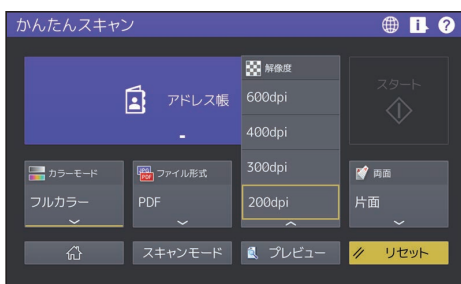 かんたんスキャン
アドレス帳
-
スタート
解像度
600dpi
400dpi
300dpi
200dpi
カラーモード
フルカラー
ファイル形式
PDF
両面
片面
スキャンモード
プレビュー
リセット